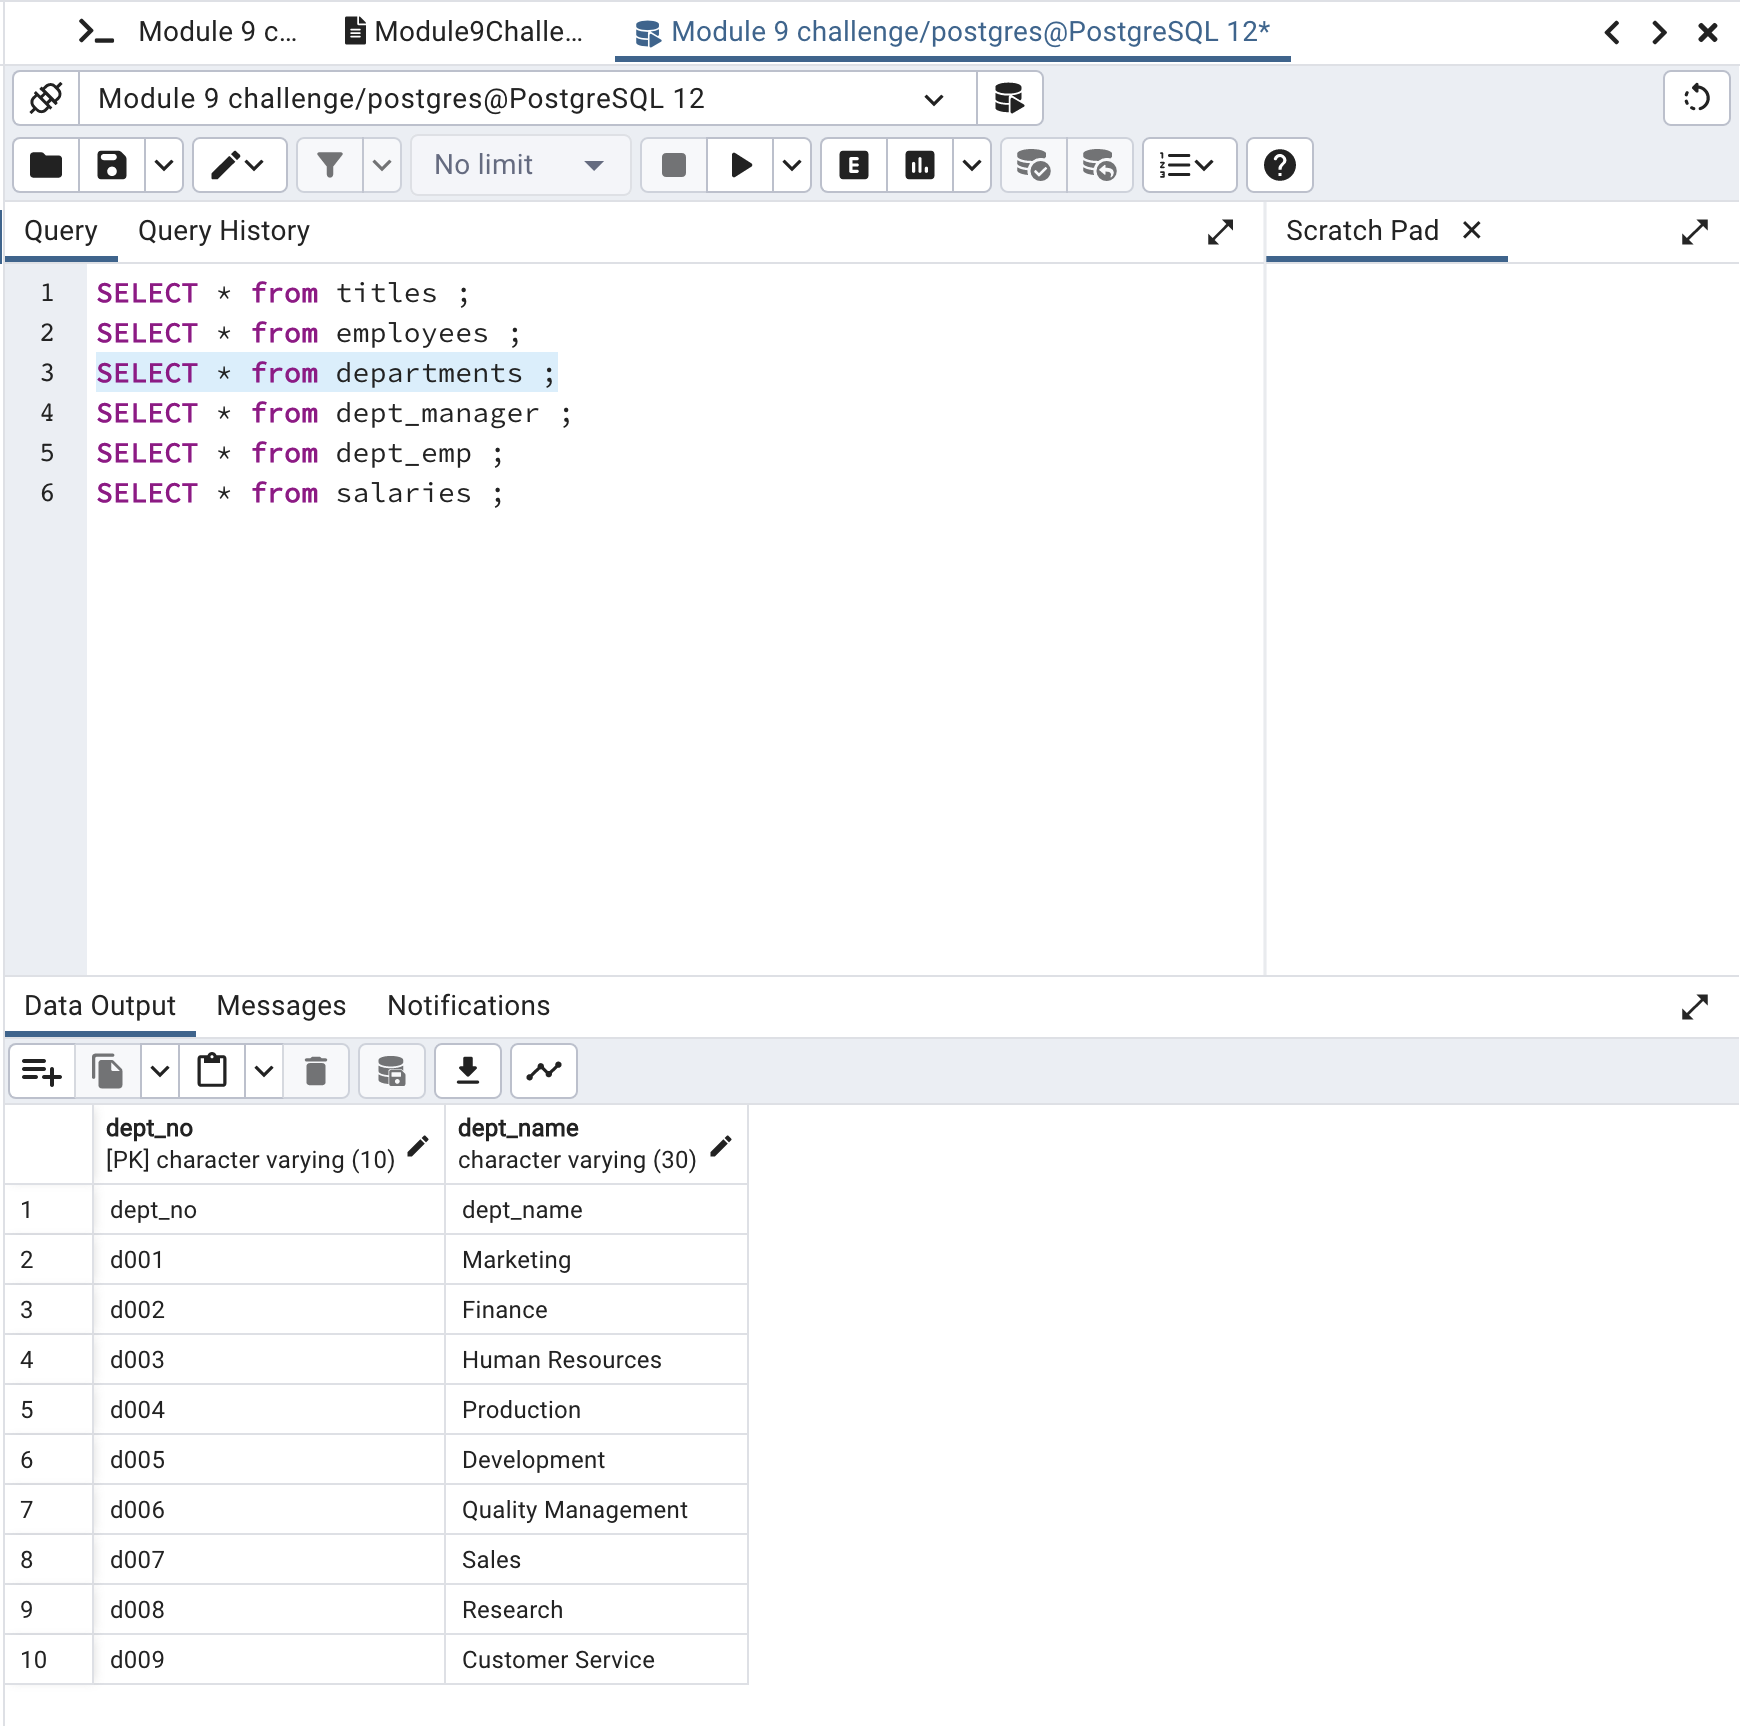 Module 9 c... Module9Challe... Module 9 challenge/postgres@PostgreSQL 12*
Module 9 challenge/postgres@PostgreSQL 12
No limit E
Query Query History Scratch Pad
1 SELECT * from titles ;
2 SELECT * from employees ;
3 SELECT * from departments ;
4 SELECT * from dept_manager ;
5 SELECT * from dept_emp ;
6 SELECT * from salaries ;
Data Output Messages Notifications
dept_no dept_name
[PK] character varying (10) character varying (30)
1 dept_no dept_name
2 d001 Marketing
3 d002 Finance
4 d003 Human Resources
5 d004 Production
6 d005 Development
7 d006 Quality Management
8 d007 Sales
9 d008 Research
10 d009 Customer Service